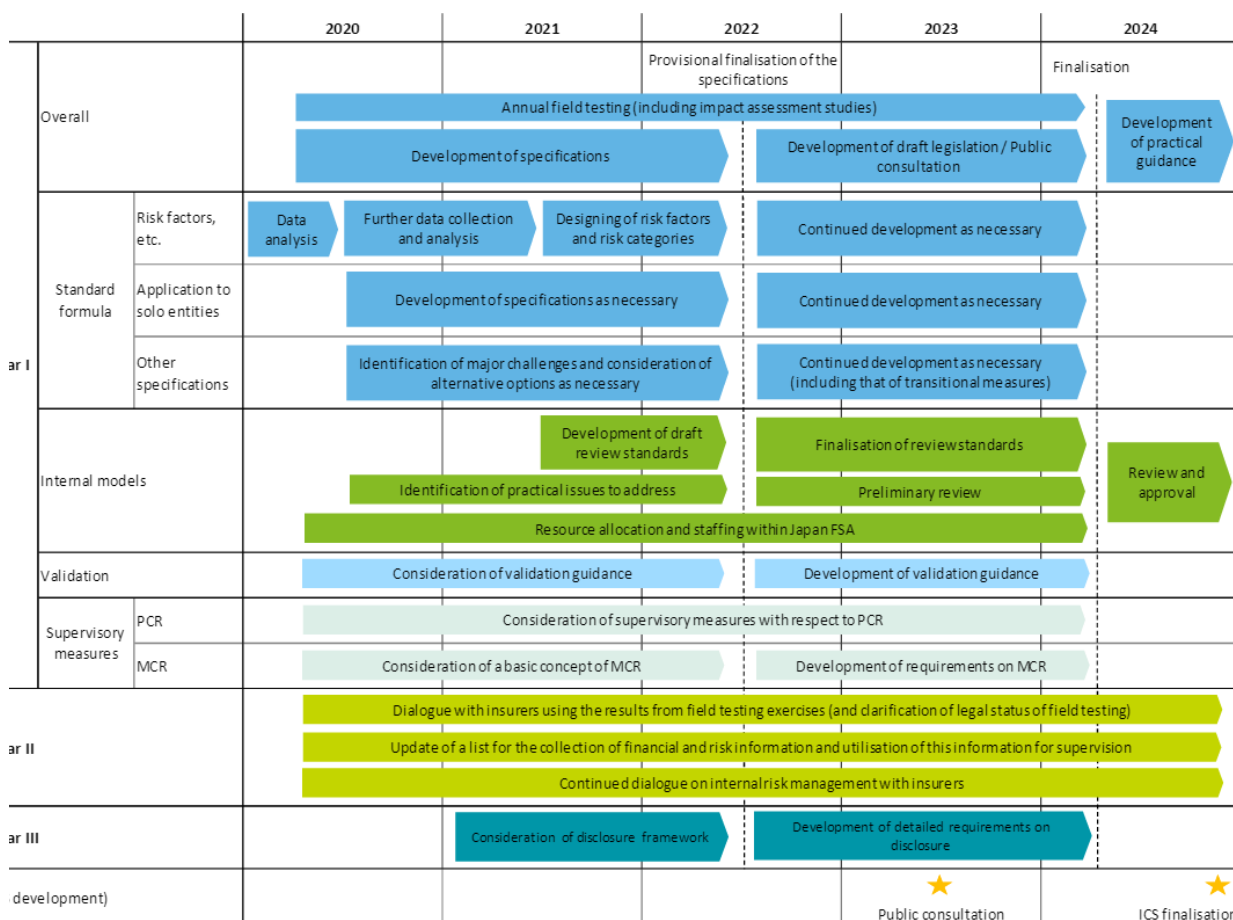 2020 2021 2022 2023 2024
Provisional finalisation of the
specifications
Finalisation
Overall
Annual field testing (including impact assessment studies)
Development of specifications
Development of draft legislation / Public
consultation
Development
of practical
guidance
ar I
Standard
formula
Risk factors,
etc.
Data
analysis
Further data collection
and analysis
Designing of risk factors
and risk categories
Continued development as necessary
Application to
solo entities
Development of specifications as necessary
Continued development as necessary
Other
specifications
Identification of major challenges and consideration of
alternative options as necessary
Continued development as necessary
(including that of transitional measures)
Internal models
Development of draft
review standards
Finalisation of review standards
Identification of practical issues to address
Preliminary review
Review and
approval
Resource allocation and staffing within Japan FSA
Validation
Consideration of validation guidance
Development of validation guidance
Supervisory
measures
PCR
Consideration of supervisory measures with respect to PCR
MCR
Consideration of a basic concept of MCR
Development of requirements on MCR
ar II
Dialogue with insurers using the results from field testing exercises (and clarification of legal status of field testing)
Update of a list for the collection of financial and risk information and utilisation of this information for supervision
Continued dialogue on internal risk management with insurers
ar III
Consideration of disclosure framework
Development of detailed requirements on
disclosure
development)
Public consultation
ICS finalisation